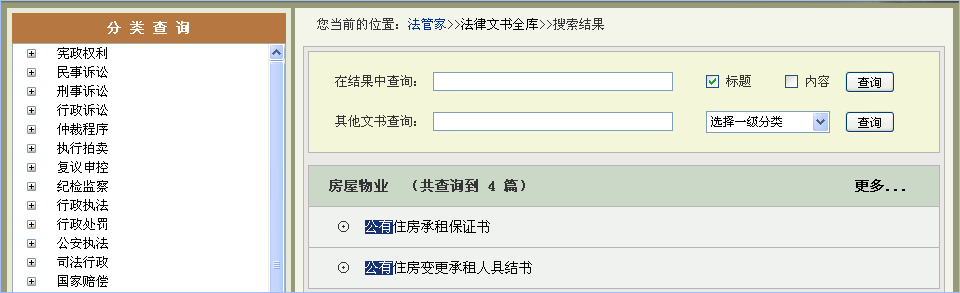 分 类 查 询
宪政权利
民事诉讼
刑事诉讼
行政诉讼
仲裁程序
执行拍卖
复议申控
纪检监察
行政执法
行政处罚
公安执法
司法行政
国家赔偿
您当前的位置：法管家>>法律文书全库>>搜索结果
在结果中查询： 标题 内容 查询
其他文书查询： 选择一级分类 查询
房屋物业 （共查询到 4 篇） 更多...
公有住房承租保证书
公有住房变更承租人具结书